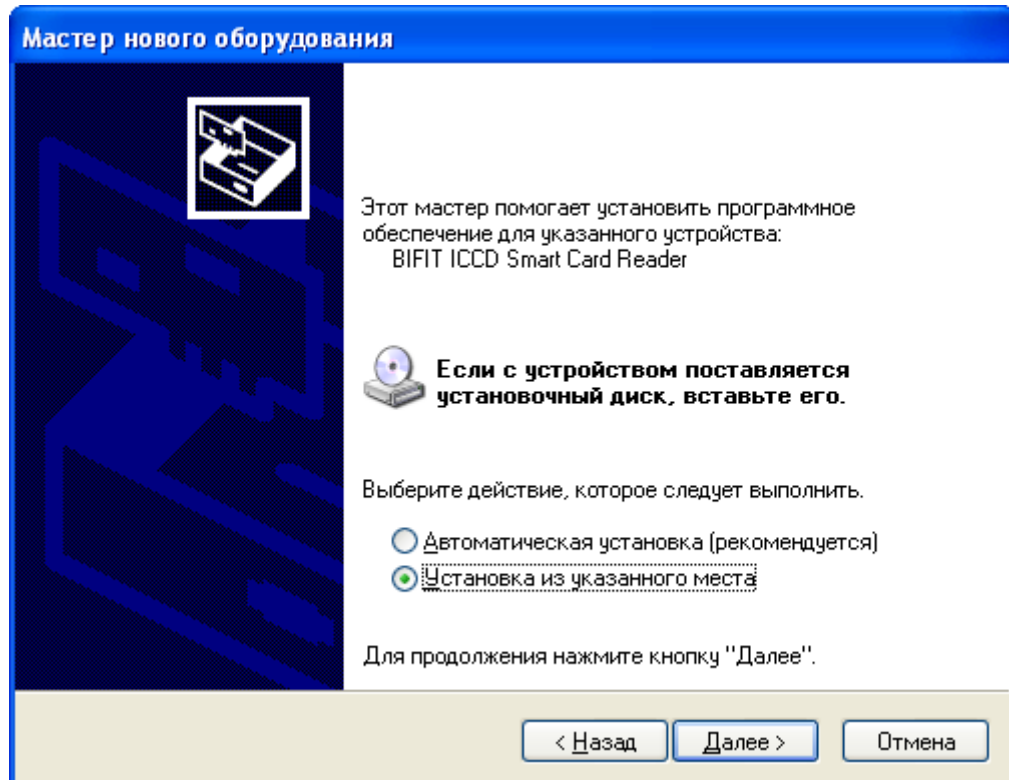 Мастер нового оборудования
Этот мастер помогает установить программное
обеспечение для указанного устройства:
BIFIT ICCD Smart Card Reader
Если с устройством поставляется
установочный диск, вставьте его.
Выберите действие, которое следует выполнить.
Автоматическая установка (рекомендуется)
Установка из указанного места
Для продолжения нажмите кнопку "Далее".
< Назад Далее > Отмена